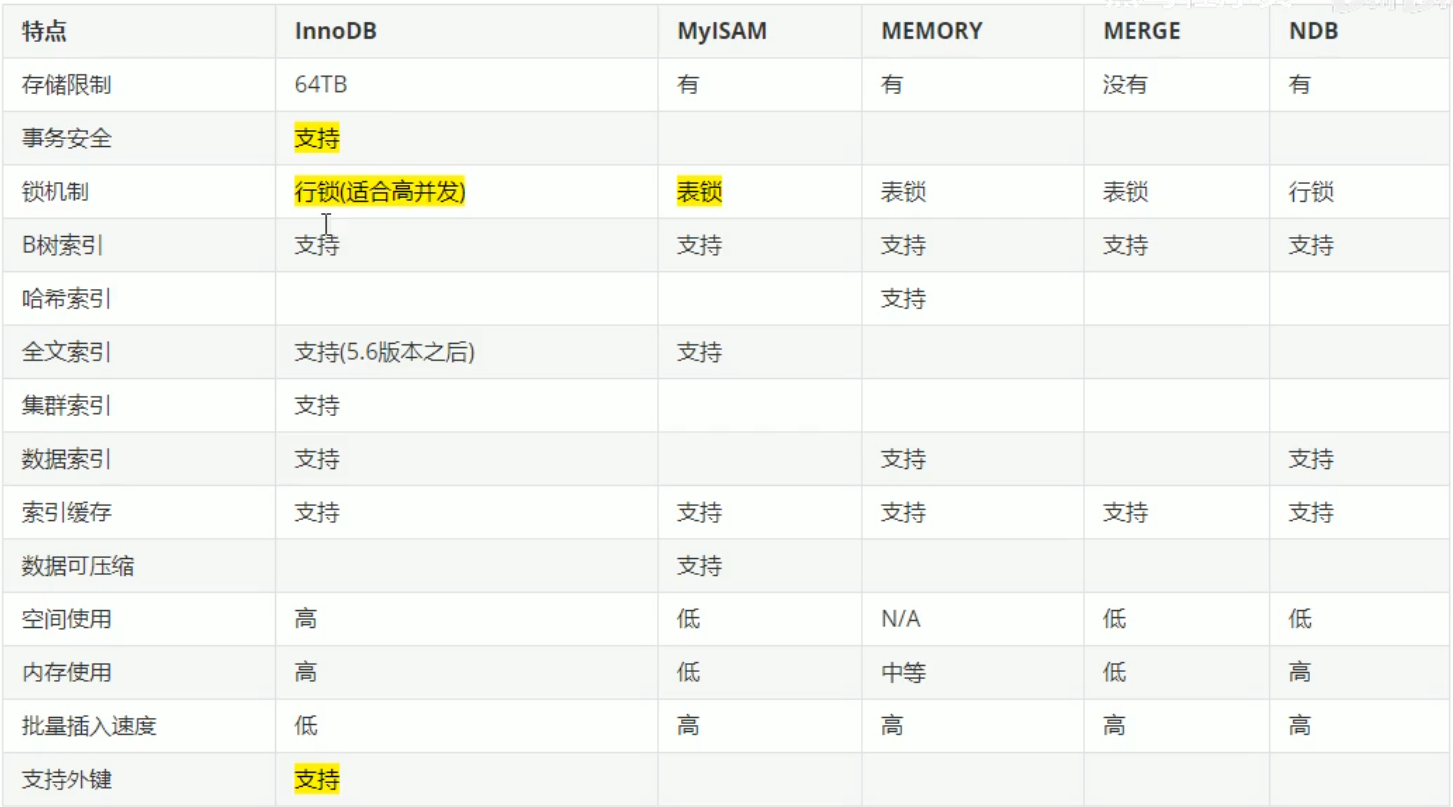 特点 InnoDB MyISAM MEMORY MERGE NDB
存储限制 64TB 有 有 没有 有
事务安全 支持
锁机制 行锁(适合高并发) 表锁 表锁 表锁 行锁
B树索引 支持 支持 支持 支持 支持
哈希索引 支持
全文索引 支持(5.6版本之后) 支持
集群索引 支持
数据索引 支持 支持 支持
索引缓存 支持 支持 支持 支持 支持
数据可压缩 支持
空间使用 高 低 N/A 低 低
内存使用 高 低 中等 低 高
批量插入速度 低 高 高 高 高
支持外键 支持